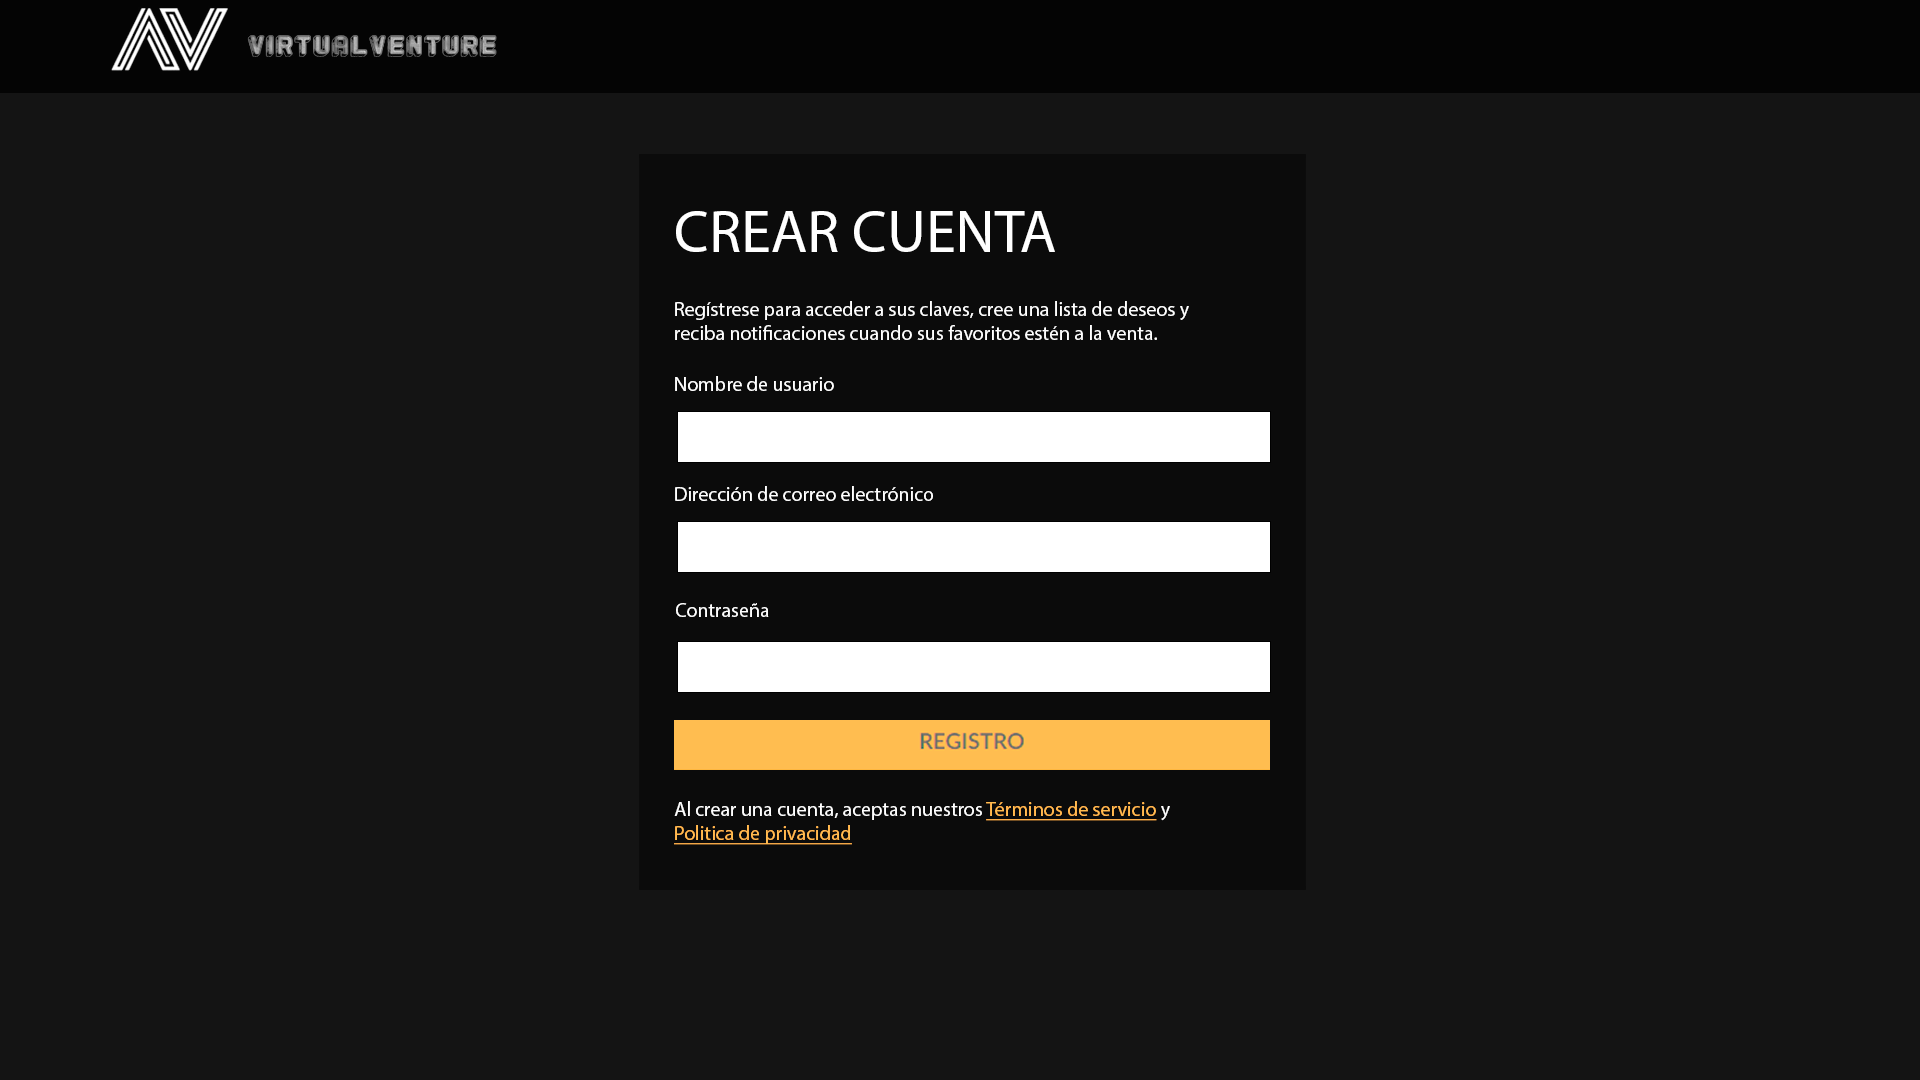 AV VIRTUALVENTURE
CREAR CUENTA
Regístrese para acceder a sus claves, cree una lista de deseos y
reciba notificaciones cuando sus favoritos estén a la venta.
Nombre de usuario
Dirección de correo electrónico
Contraseña
REGISTRO
Al crear una cuenta, aceptas nuestros Términos de servicio y
Politica de privacidad